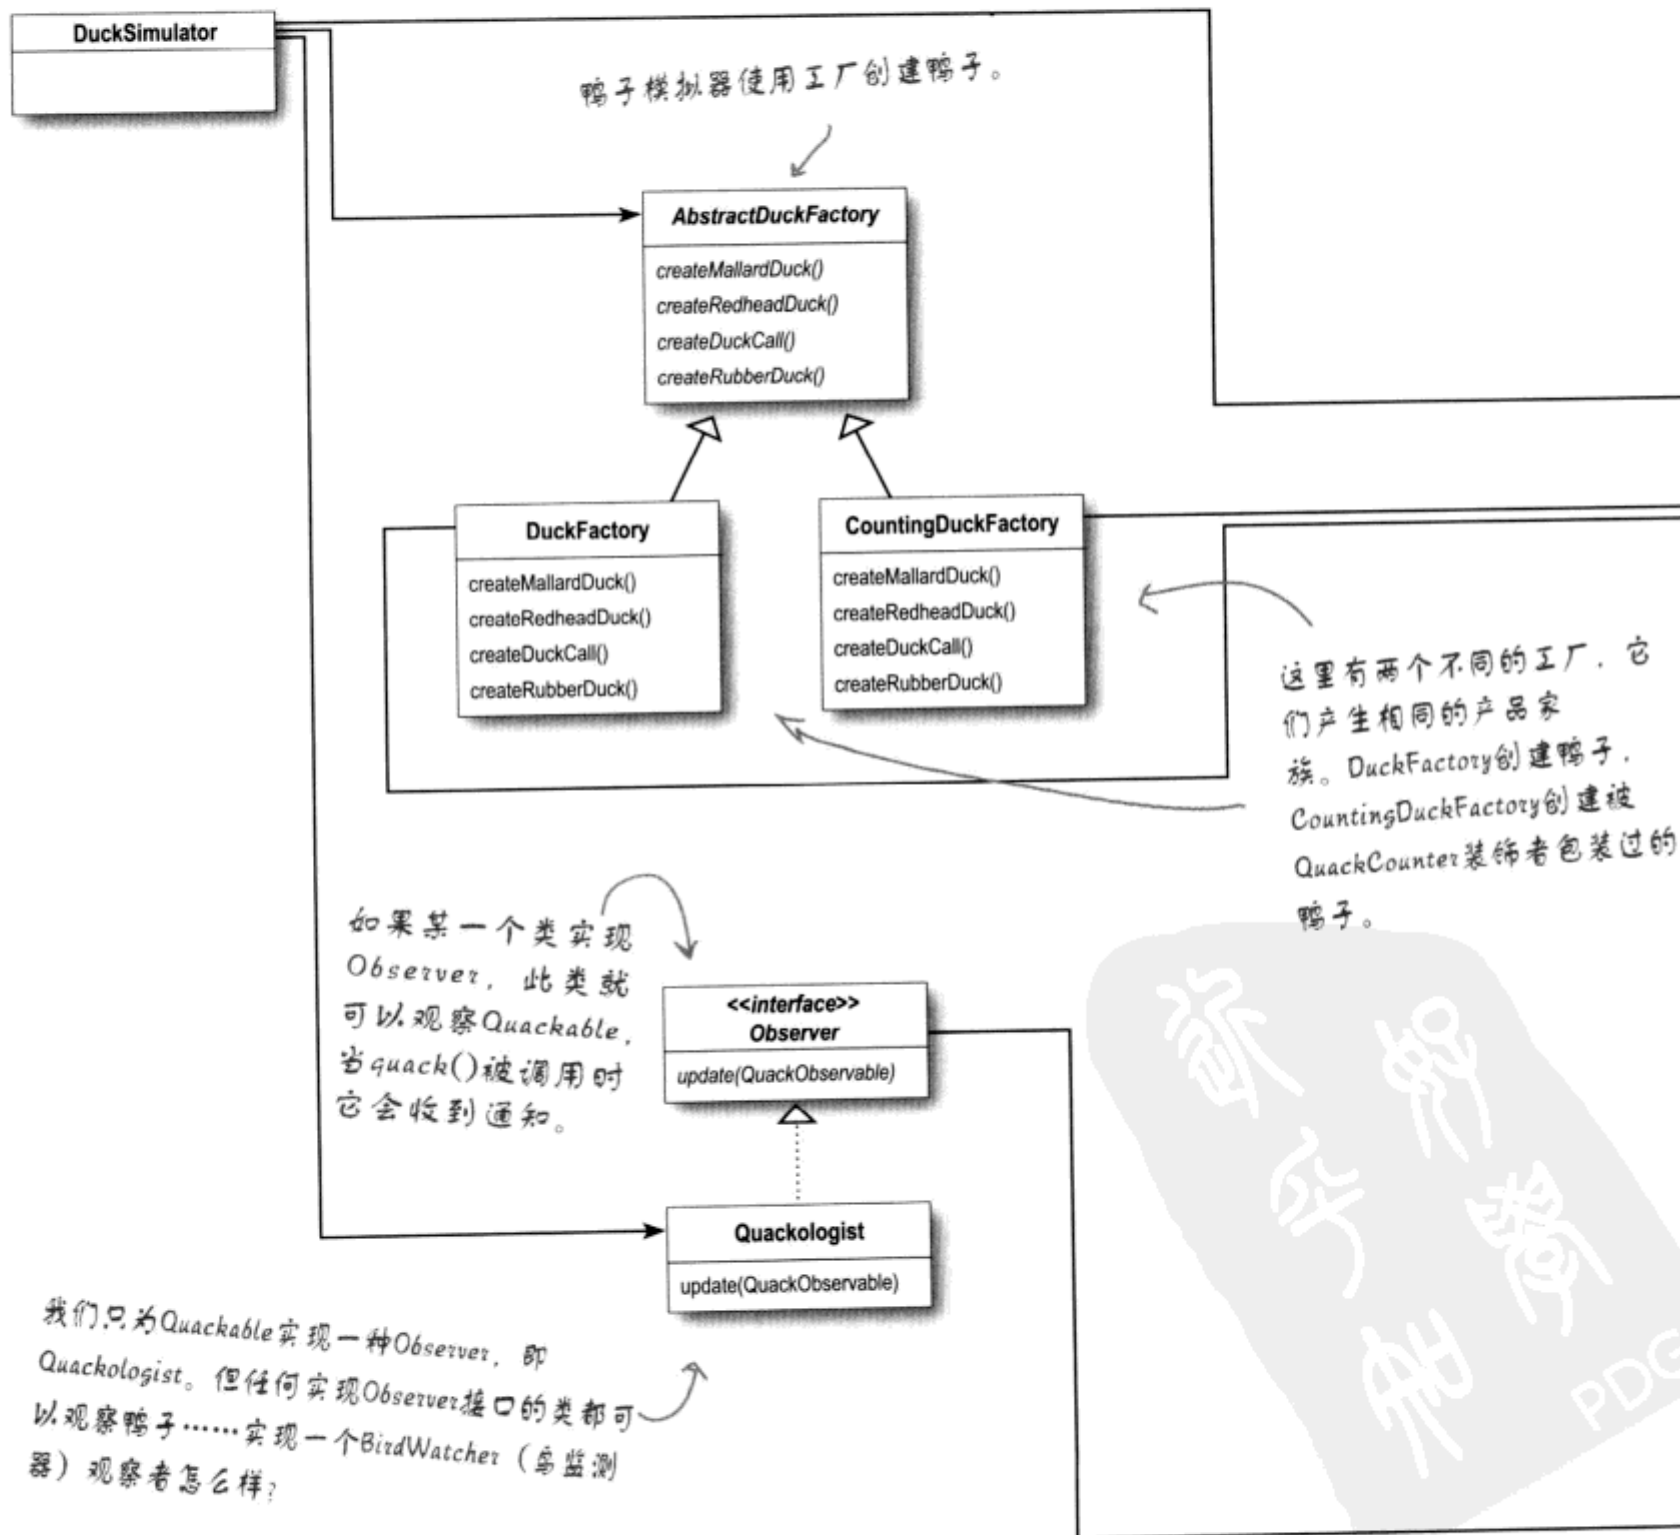 DuckSimulator
鸭子模拟器使用工厂创建鸭子。
AbstractDuckFactory
createMallardDuck()
createRedheadDuck()
createDuckCall()
createRubberDuck()
DuckFactory
createMallardDuck()
createRedheadDuck()
createDuckCall()
createRubberDuck()
CountingDuckFactory
createMallardDuck()
createRedheadDuck()
createDuckCall()
createRubberDuck()
这里有两个不同的工厂，它
们产生相同的产品家
族。DuckFactory创建鸭子，
CountingDuckFactory创建被
QuackCounter装饰者包装过的
鸭子。
如果某一个类实现
Observer，此类就
可以观察Quackable，
当quack()被调用时
它会收到通知。
<<interface>>
Observer
update(QuackObservable)
Quackologist
update(QuackObservable)
我们只为Quackable实现一种Observer，即
Quackologist。但任何实现Observer接口的类都可
以观察鸭子……实现一个BirdWatcher（鸟监测
器）观察者怎么样？
PDG